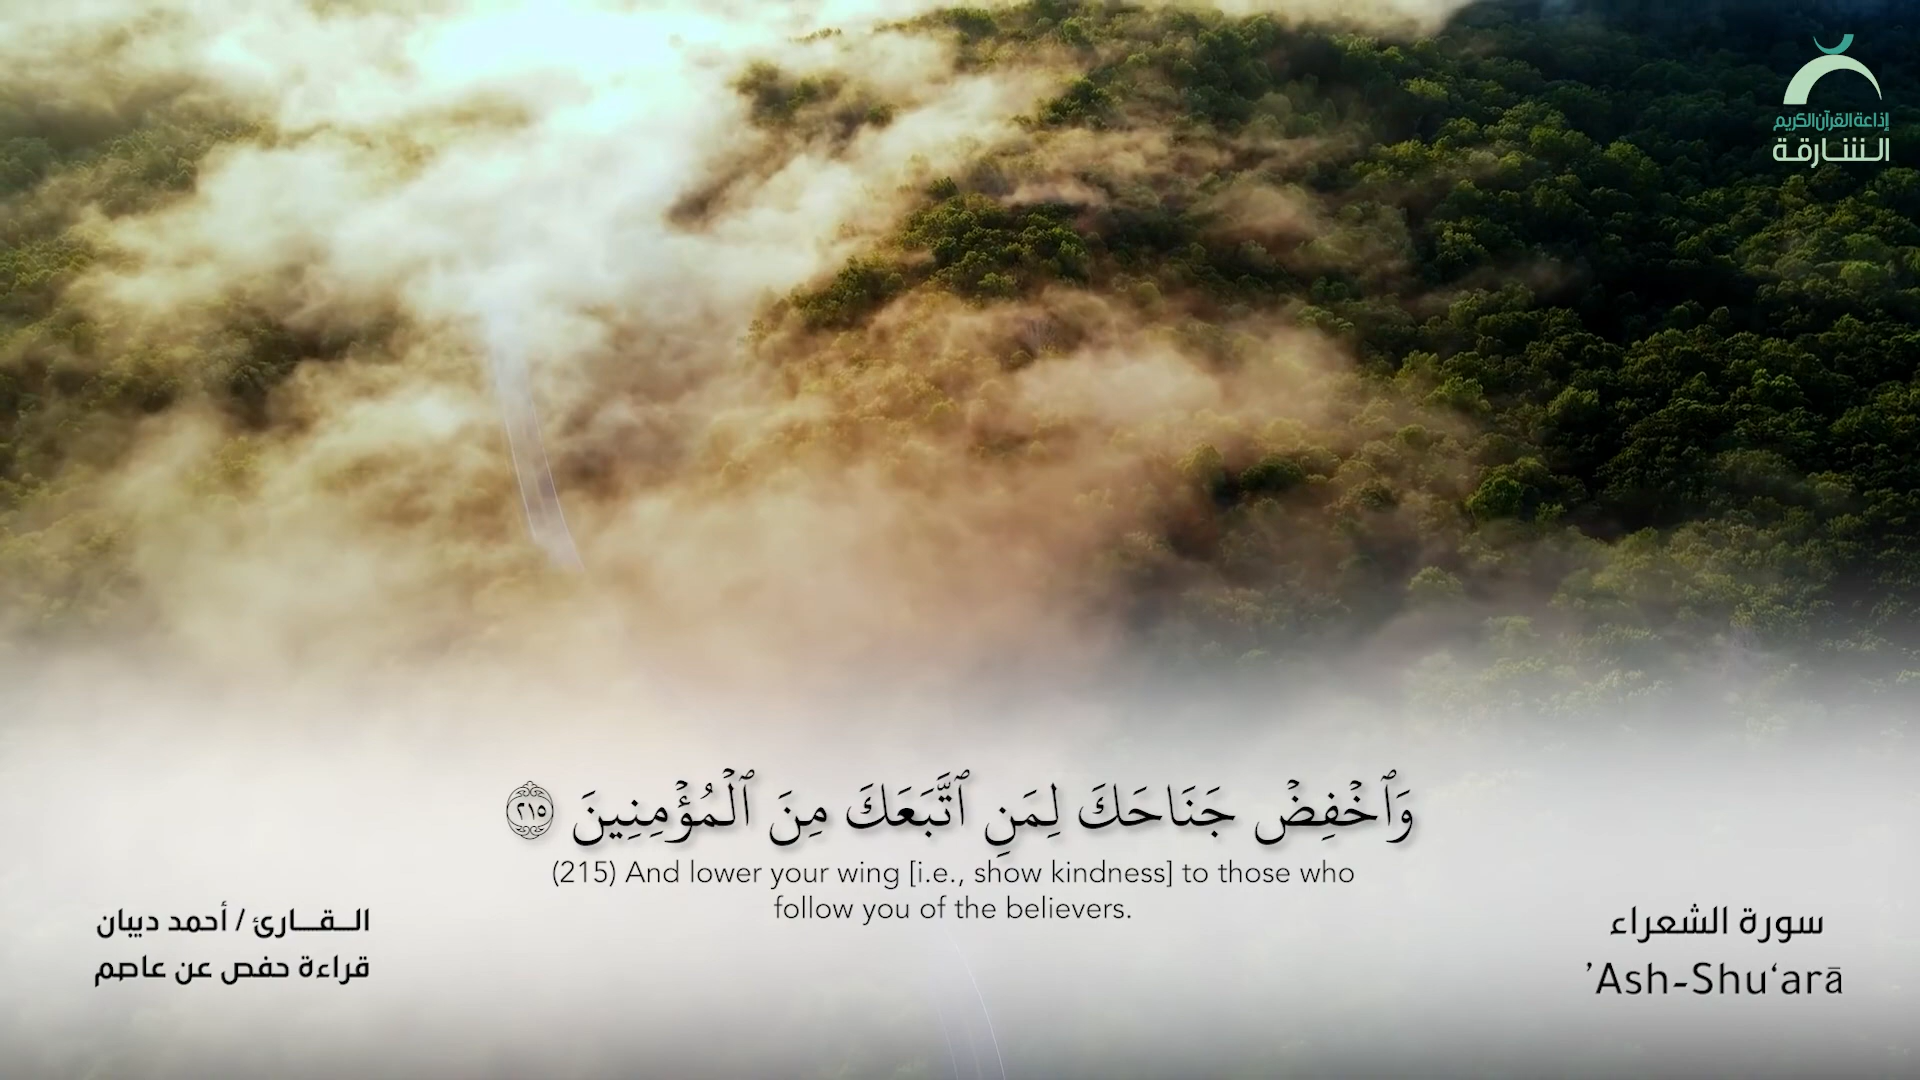 إذاعة القرآن الكريم
الشارقة
وَٱخْفِضْ جَنَاحَكَ لِمَنِ ٱتَّبَعَكَ مِنَ ٱلْمُؤْمِنِينَ ٢١٥
(215) And lower your wing [i.e., show kindness] to those who
follow you of the believers.
القارئ / أحمد ديبان
قراءة حفص عن عاصم
سورة الشعراء
Ash-Shu‘arā’